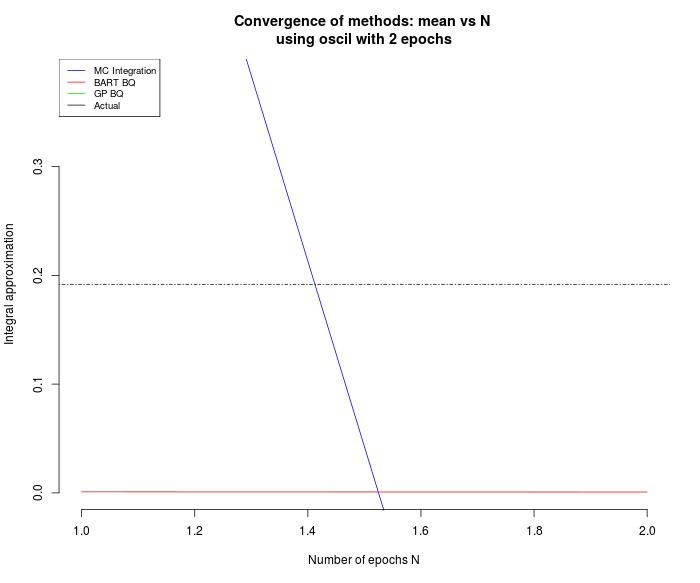 Convergence of methods: mean vs N
using oscil with 2 epochs
MC Integration
BART BQ
GP BQ
Actual
Integral approximation
0.3
0.2
0.1
0.0
1.0 1.2 1.4 1.6 1.8 2.0
Number of epochs N